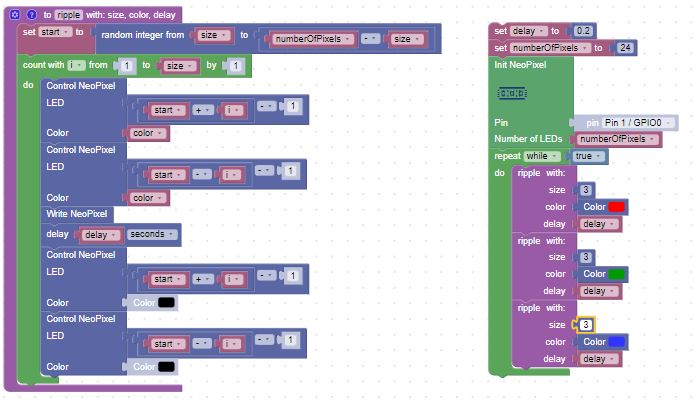 to ripple with: size, color, delay
set start to random integer from size to numberOfPixels - size
count with i from 1 to size by 1
do
Control NeoPixel
LED start + i - 1
Color color
Control NeoPixel
LED start - i - 1
Color color
Write NeoPixel
delay delay seconds
Control NeoPixel
LED start + i - 1
Color Color
Control NeoPixel
LED start - i - 1
Color Color
set delay to 0.2
set numberOfPixels to 24
Init NeoPixel
Pin pin Pin 1 / GPIO0
Number of LEDs numberOfPixels
repeat while true
do
ripple with:
size 3
color Color
delay delay
ripple with:
size 3
color Color
delay delay
ripple with:
size 3
color Color
delay delay